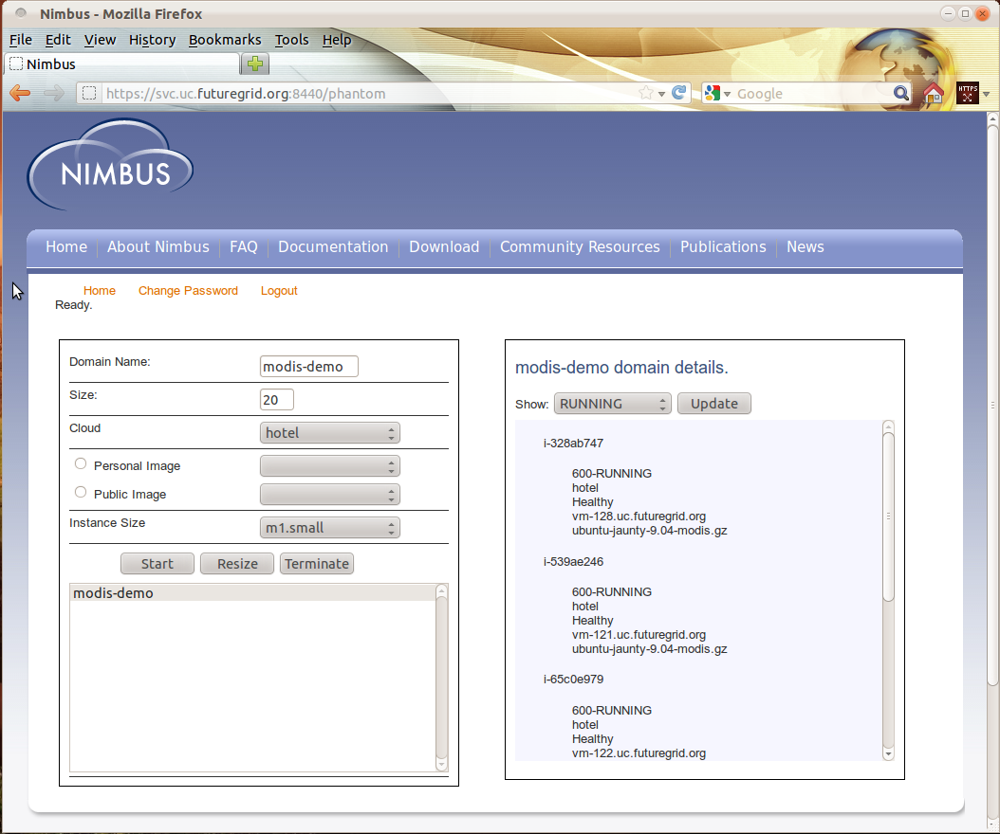 Nimbus - Mozilla Firefox
File Edit View History Bookmarks Tools Help
Nimbus
https://svc.uc.futuregrid.org:8440/phantom
Google
HTTPS
NIMBUS
Home About Nimbus FAQ Documentation Download Community Resources Publications News
Home Change Password Logout
Ready.
Domain Name: modis-demo
Size: 20
Cloud hotel
Personal Image
Public Image
Instance Size m1.small
Start Resize Terminate
modis-demo
modis-demo domain details.
Show: RUNNING Update
i-328ab747
600-RUNNING
hotel
Healthy
vm-128.uc.futuregrid.org
ubuntu-jaunty-9.04-modis.gz
i-539ae246
600-RUNNING
hotel
Healthy
vm-121.uc.futuregrid.org
ubuntu-jaunty-9.04-modis.gz
i-65c0e979
600-RUNNING
hotel
Healthy
vm-122.uc.futuregrid.org